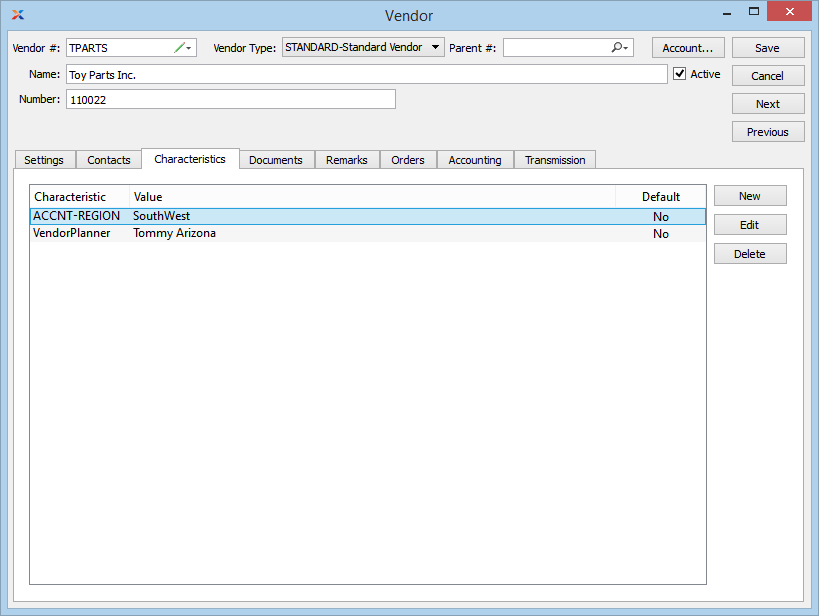 Vendor
Vendor #: TPARTS Vendor Type: STANDARD-Standard Vendor Parent #: Account... Save
Name: Toy Parts Inc. Active Cancel
Number: 110022 Next
Previous
Settings Contacts Characteristics Documents Remarks Orders Accounting Transmission
Characteristic Value Default New
ACCNT-REGION SouthWest No
VendorPlanner Tommy Arizona No
Edit
Delete